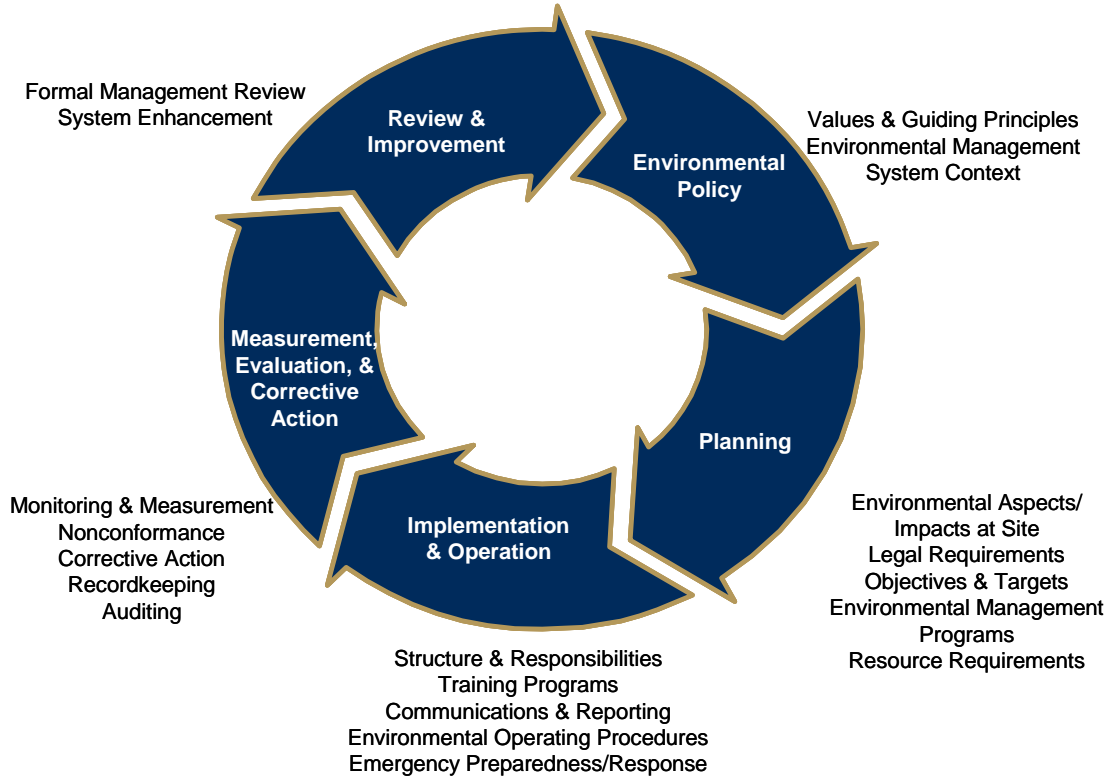 Formal Management Review
System Enhancement
Review &
Improvement
Environmental
Policy
Values & Guiding Principles
Environmental Management
System Context
Measurement,
Evaluation, &
Corrective
Action
Planning
Monitoring & Measurement
Nonconformance
Corrective Action
Recordkeeping
Auditing
Implementation
& Operation
Environmental Aspects/
Impacts at Site
Legal Requirements
Objectives & Targets
Environmental Management
Programs
Resource Requirements
Structure & Responsibilities
Training Programs
Communications & Reporting
Environmental Operating Procedures
Emergency Preparedness/Response